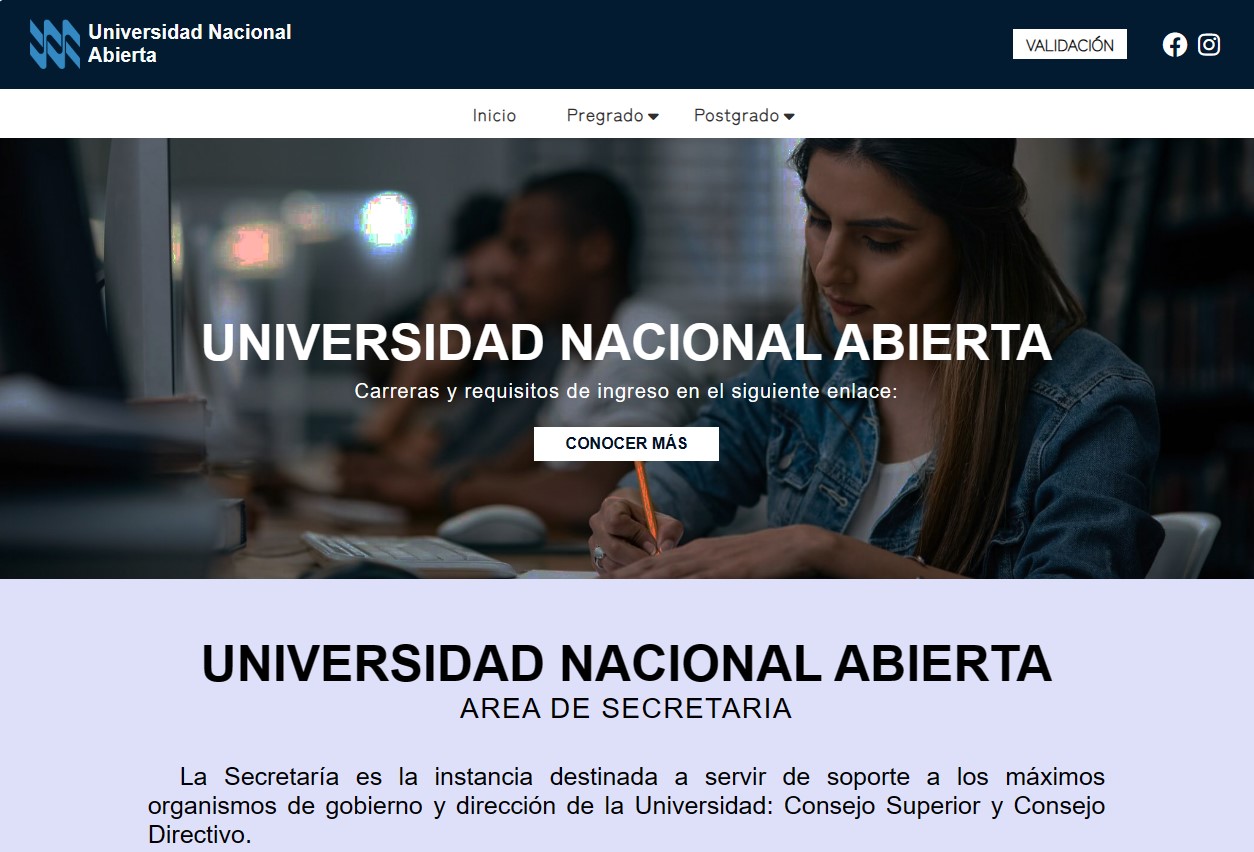 Universidad Nacional
Abierta
VALIDACIÓN
Inicio
Pregrado
Postgrado
UNIVERSIDAD NACIONAL ABIERTA
Carreras y requisitos de ingreso en el siguiente enlace:
CONOCER MÁS
UNIVERSIDAD NACIONAL ABIERTA
AREA DE SECRETARIA
La Secretaría es la instancia destinada a servir de soporte a los máximos
organismos de gobierno y dirección de la Universidad: Consejo Superior y Consejo
Directivo.